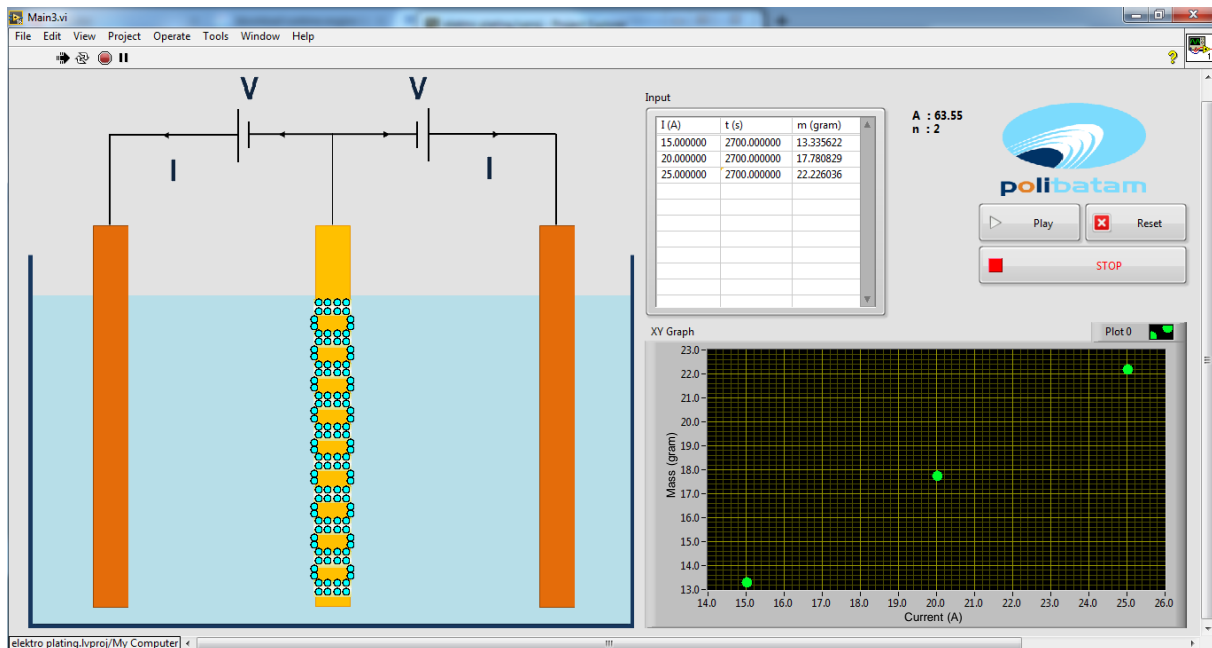 Main3.vi
File Edit View Project Operate Tools Window Help
V V
I I
Input
I (A) t (s) m (gram)
15.000000 2700.000000 13.335622
20.000000 2700.000000 17.780829
25.000000 2700.000000 22.226036
A : 63.55
n : 2
polibatam
Play Reset
STOP
XY Graph Plot 0
23.0
22.0
21.0
20.0
19.0
18.0
17.0
16.0
15.0
14.0
13.0
Mass (gram)
14.0 15.0 16.0 17.0 18.0 19.0 20.0 21.0 22.0 23.0 24.0 25.0 26.0
Current (A)
elektro plating.lvproj/My Computer